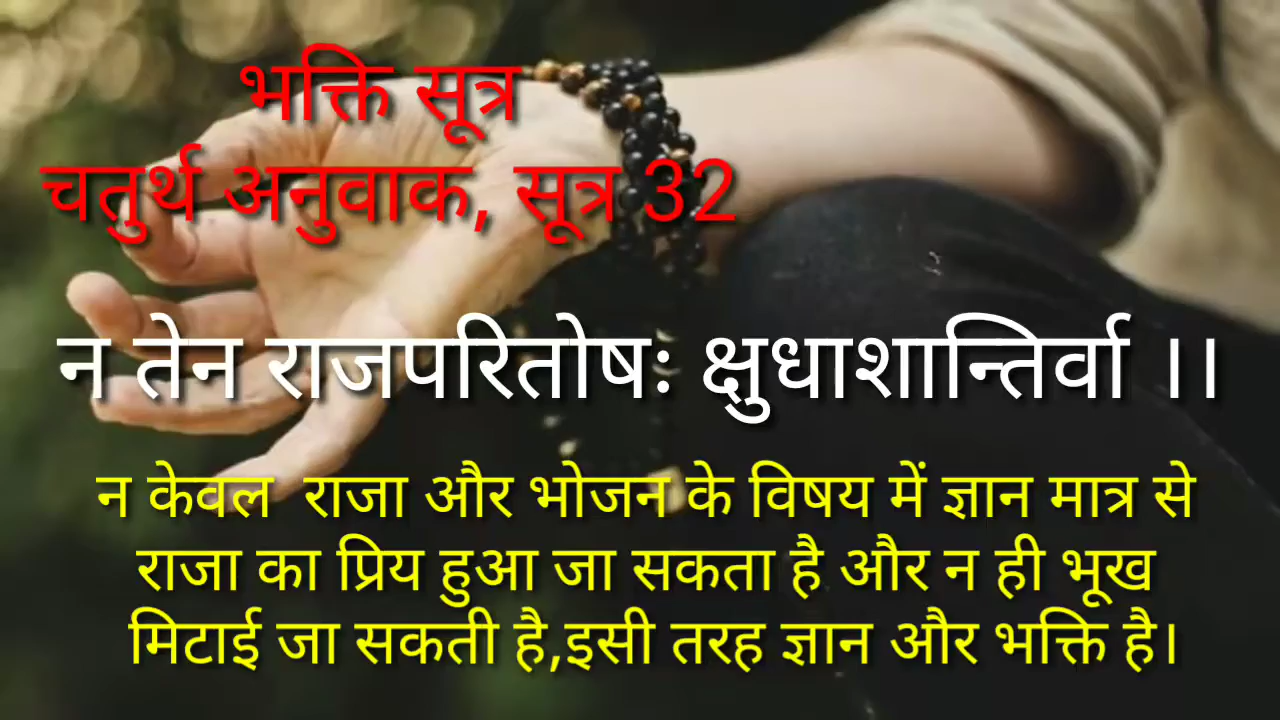 भक्ति सूत्र
चतुर्थ अनुवाक, सूत्र 32
न तेन राजपरितोषः क्षुधाशान्तिर्वा ।।
न केवल राजा और भोजन के विषय में ज्ञान मात्र से
राजा का प्रिय हुआ जा सकता है और न ही भूख
मिटाई जा सकती है,इसी तरह ज्ञान और भक्ति है।